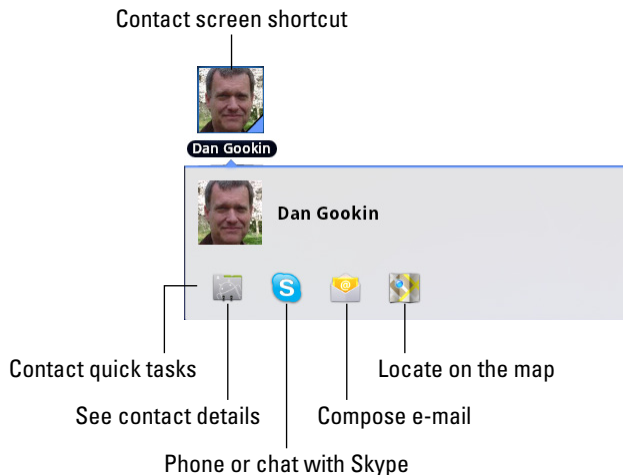 Contact screen shortcut
Dan Gookin
Dan Gookin
Contact quick tasks
Locate on the map
See contact details
Compose e-mail
Phone or chat with Skype